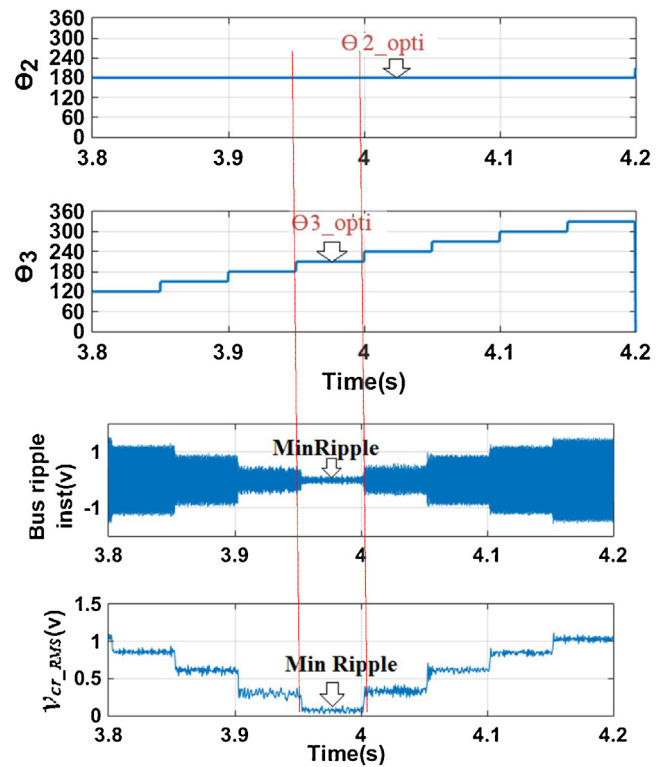 360
300
240
180
120
60
0
Θ2
Θ2_opti
3.8 3.9 4 4.1 4.2
360
300
240
180
120
60
0
Θ3
Θ3_opti
3.8 3.9 4 4.1 4.2
Time(s)
1
-1
Bus ripple
inst(v)
MinRipple
3.8 3.9 4 4.1 4.2
1.5
1
0.5
0
Vcr_RMS(v)
Min Ripple
3.8 3.9 4 4.1 4.2
Time(s)